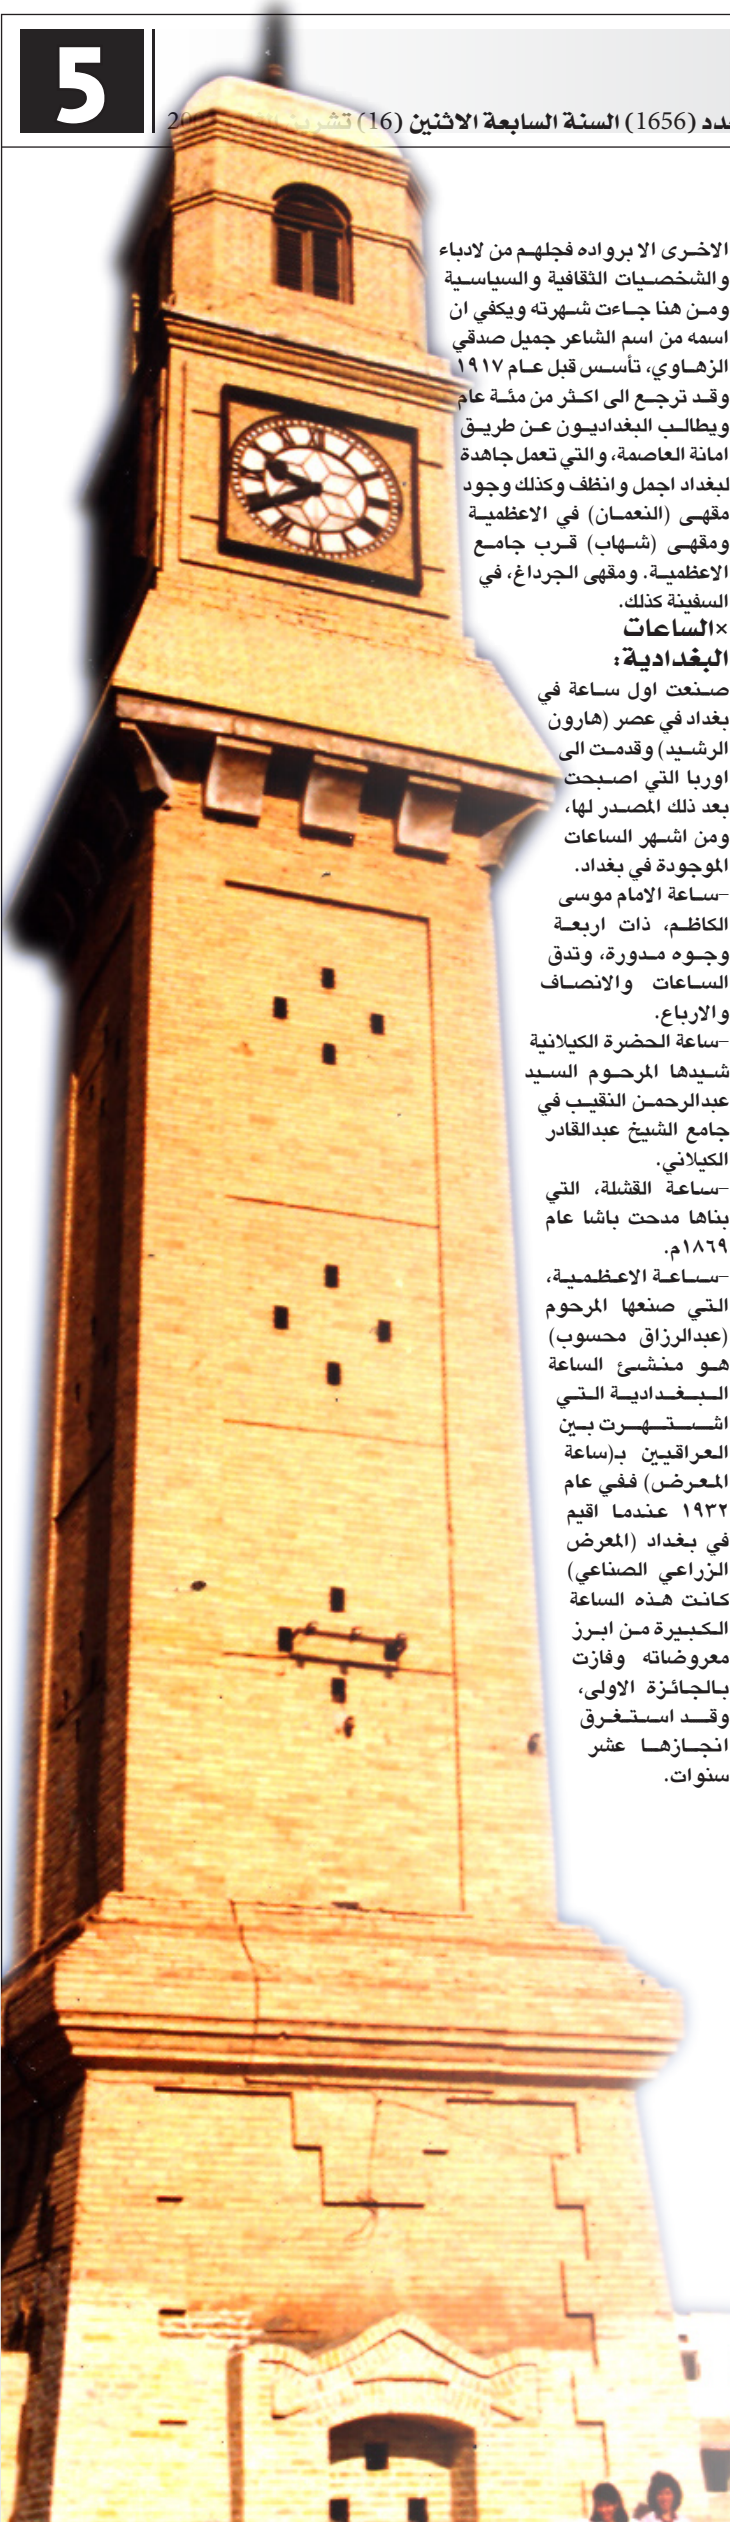 5
(1656) السنة السابعة الاثنين (16) تشرين
الاخرى الا برواده فجلهم من لادباء
والشخصيات الثقافية والسياسية
ومن هنا جاءت شهرته ويكفي ان
اسمه من اسم الشاعر جميل صدقي
الزهاوي، تأسس قبل عام ١٩١٧
وقد ترجع الى اكثر من مئة عام
ويطالب البغداديون عن طريق
امانة العاصمة، والتي تعمل جاهدة
لبغداد اجمل وانظف وكذلك وجود
مقهى (النعمان) في الاعظمية
ومقهى (شهاب) قرب جامع
الاعظمية. ومقهى الجرداغ، في
السفينة كذلك.
×الساعات
البغدادية:
صنعت اول ساعة في
بغداد في عصر (هارون
الرشيد) وقدمت الى
اوربا التي اصبحت
بعد ذلك المصدر لها،
ومن اشهر الساعات
الموجودة في بغداد.
-ساعة الامام موسى
الكاظم، ذات اربعة
وجوه مدورة، وتدق
الساعات والانصاف
والارباع.
-ساعة الحضرة الكيلانية
شيدها المرحوم السيد
عبدالرحمن النقيب في
جامع الشيخ عبدالقادر
الكيلاني.
-ساعة القشلة، التي
بناها مدحت باشا عام
١٨٦٩م.
-ساعة الاعظمية،
التي صنعها المرحوم
(عبدالرزاق محسوب)
هو منشئ الساعة
البغدادية التي
اشتهرت بين
العراقيين بـ(ساعة
المعرض) ففي عام
١٩٣٢ عندما اقيم
في بغداد (المعرض
الزراعي الصناعي)
كانت هذه الساعة
الكبيرة من ابرز
معروضاته وفازت
بالجائزة الاولى،
وقد استغرق
انجازها عشر
سنوات.